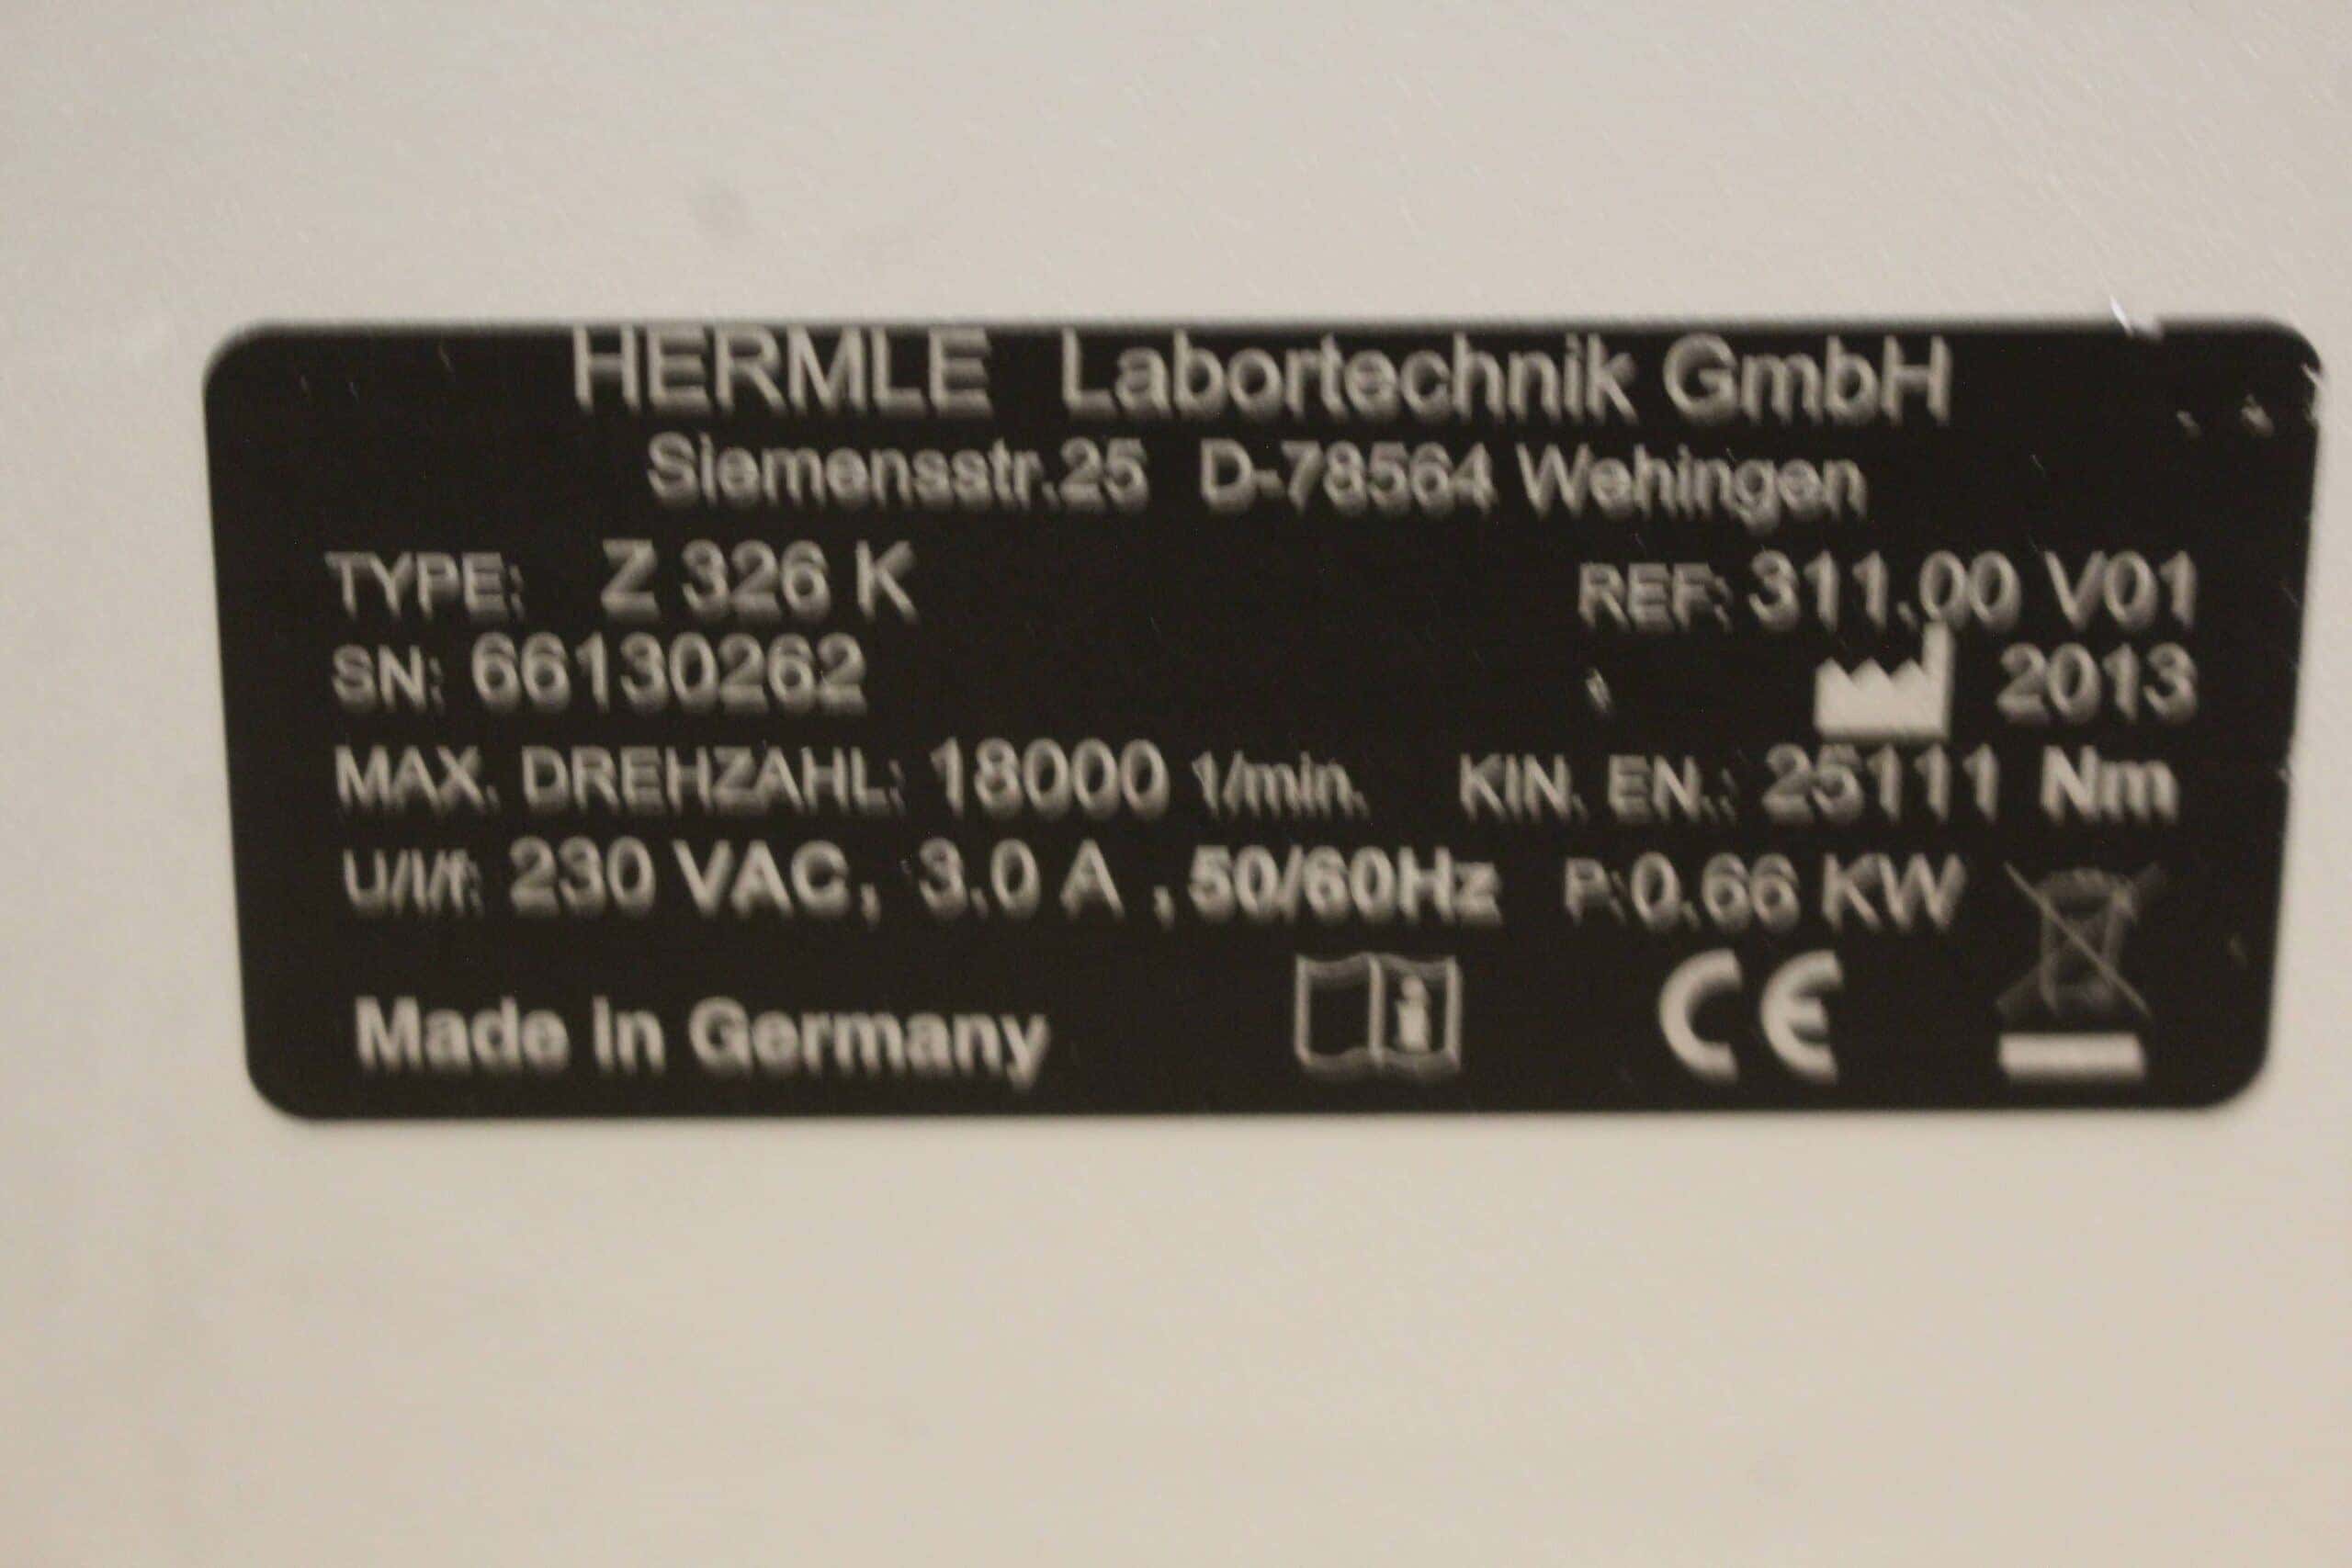 HERMLE Labortechnik GmbH
Siemensstr.25 D-78564 Wehingen
TYPE: Z 326 K REF: 311.00 V01
SN: 66130262 2013
MAX. DREHZAHL: 18000 1/min. KIN. EN.: 25111 Nm
U/I/f: 230 VAC, 3.0 A , 50/60Hz P:0.66 KW
Made in Germany CE